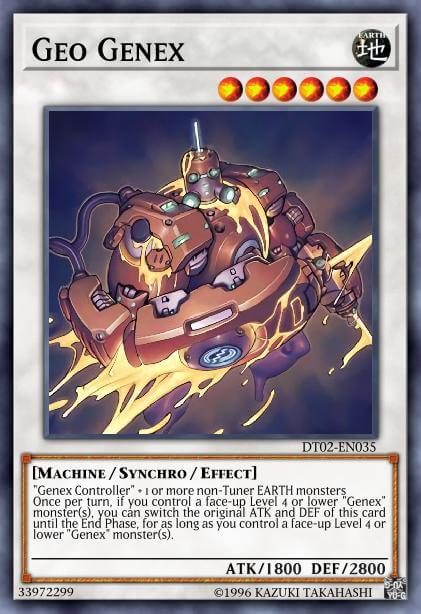 GEO GENEX
EARTH
地
DT02-EN035
[MACHINE / SYNCHRO / EFFECT]
"Genex Controller" + 1 or more non-Tuner EARTH monsters
Once per turn, if you control a face-up Level 4 or lower "Genex"
monster(s), you can switch the original ATK and DEF of this card
until the End Phase, for as long as you control a face-up Level 4 or
lower "Genex" monster(s).
ATK/1800 DEF/2800
33972299
©1996 KAZUKI TAKAHASHI